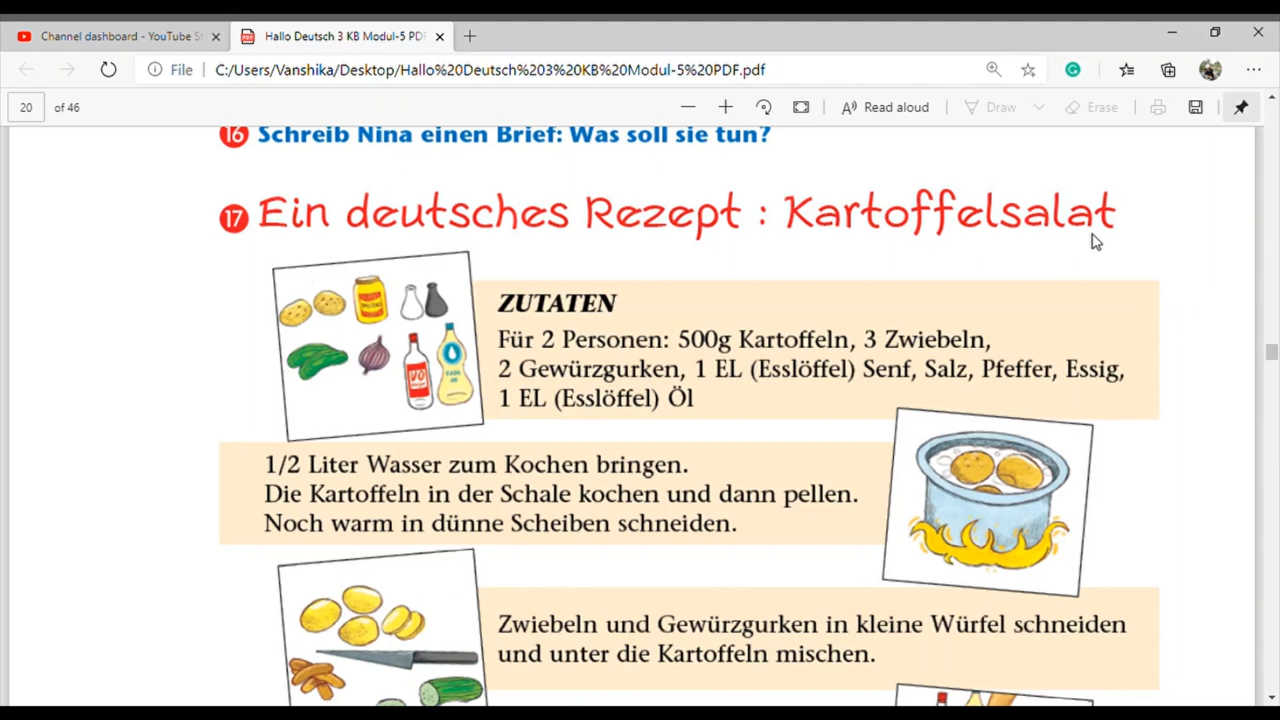 Channel dashboard - YouTube S
Hallo Deutsch 3 KB Modul-5 PD
File
C:/Users/Vanshika/Desktop/Hallo%20Deutsch%203%20KB%20Modul-5%20PDF.pdf
20 of 46
Read aloud
Draw
Erase
16 Schreib Nina einen Brief: Was soll sie tun?
17 Ein deutsches Rezept : Kartoffelsalat
ZUTATEN
Für 2 Personen: 500g Kartoffeln, 3 Zwiebeln,
2 Gewürzgurken, 1 EL (Esslöffel) Senf, Salz, Pfeffer, Essig,
1 EL (Esslöffel) Öl
1/2 Liter Wasser zum Kochen bringen.
Die Kartoffeln in der Schale kochen und dann pellen.
Noch warm in dünne Scheiben schneiden.
Zwiebeln und Gewürzgurken in kleine Würfel schneiden
und unter die Kartoffeln mischen.